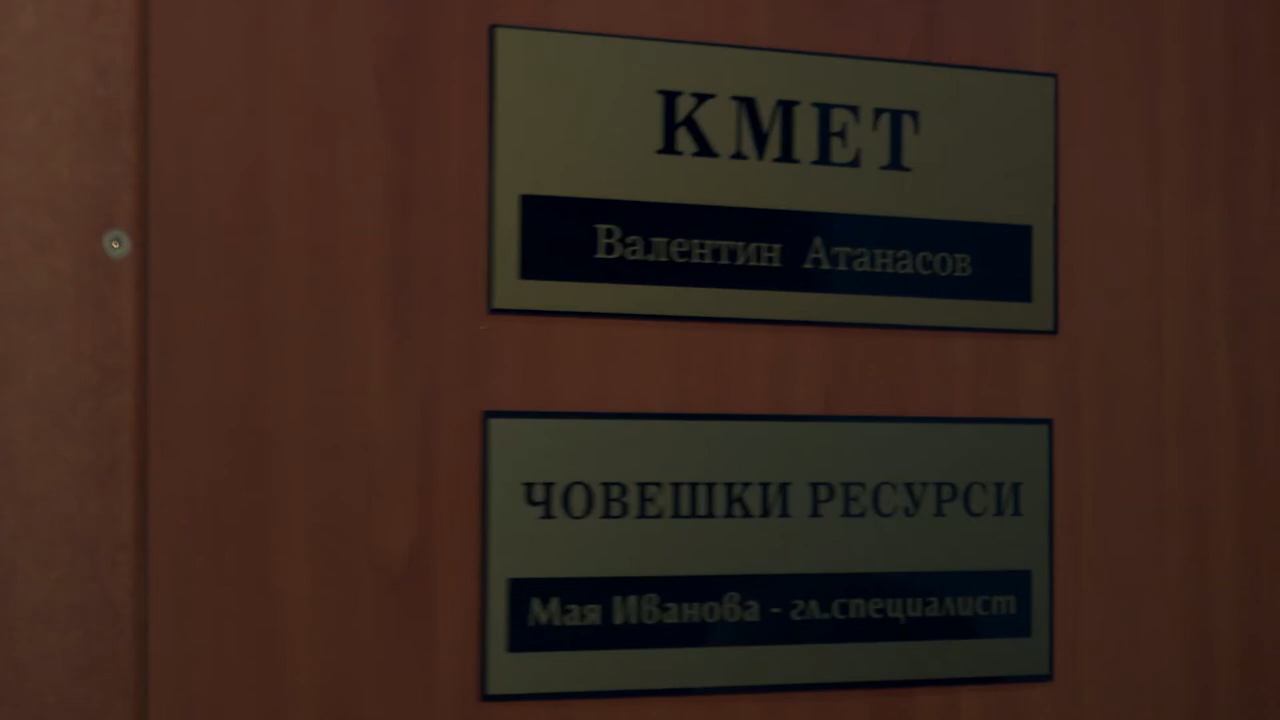 КМЕТ
Валентин Атанасов
ЧОВЕШКИ РЕСУРСИ
Мая Иванова - гл.специалист